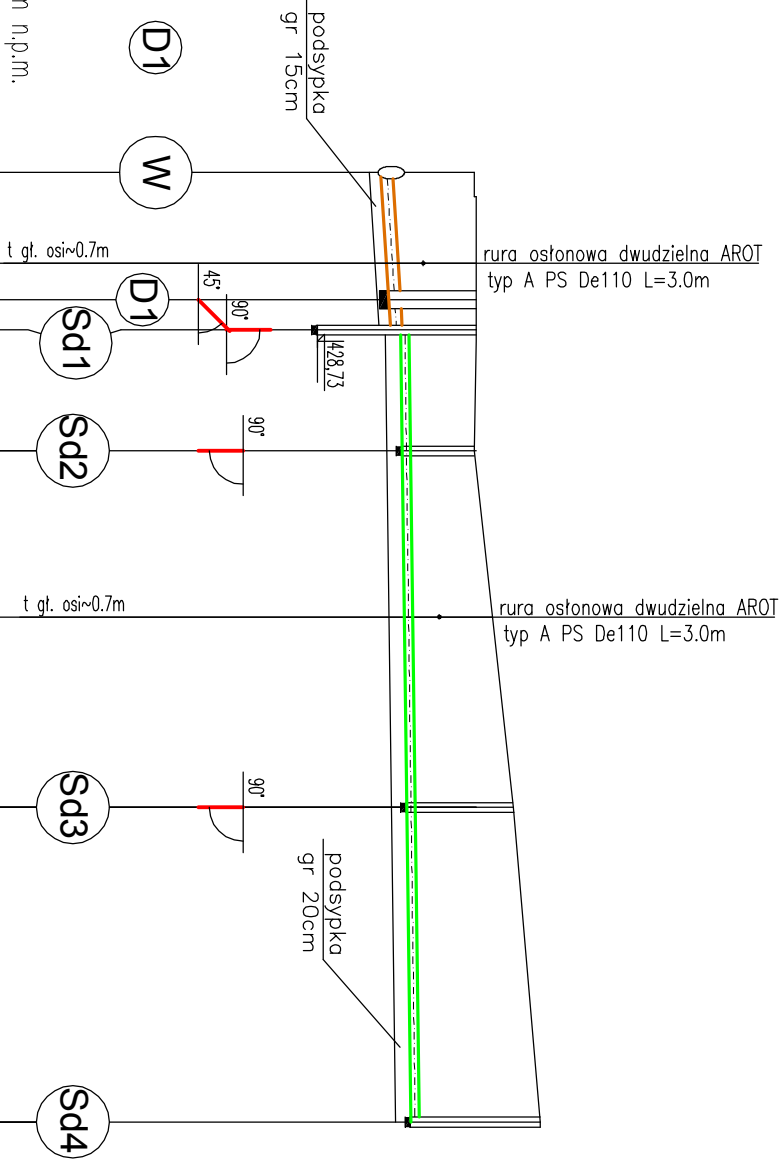 n n.p.m.
D1
podsypka
gr 15cm
W
t gł. osi~0.7m
rura osłonowa dwudzielna AROT
typ A PS De110 L=3.0m
D1
45°
90°
Sd1
428,73
Sd2
90°
t gł. osi~0.7m
rura osłonowa dwudzielna AROT
typ A PS De110 L=3.0m
Sd3
90°
podsypka
gr 20cm
Sd4